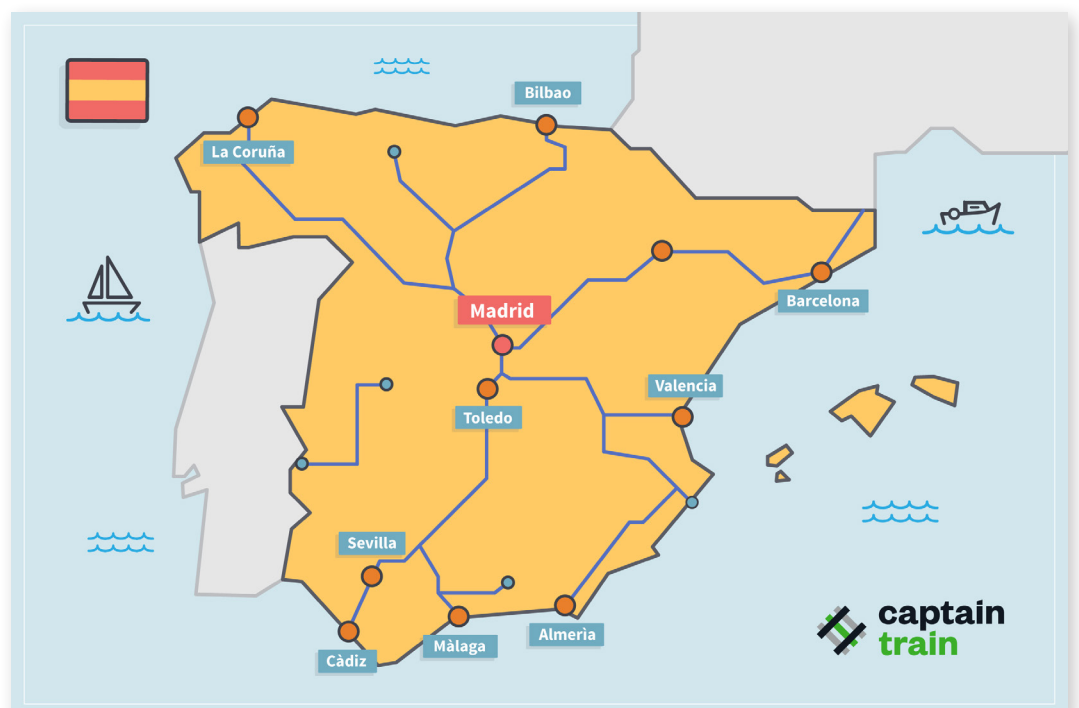 Bilbao
La Coruña
Madrid
Barcelona
Valencia
Toledo
Sevilla
Càdiz
Màlaga
Almerìa
captain
train